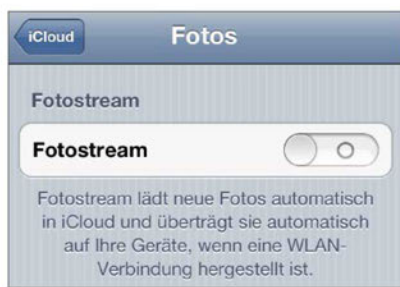 iCloud
Fotos
Fotostream
Fotostream
Fotostream lädt neue Fotos automatisch
in iCloud und überträgt sie automatisch
auf Ihre Geräte, wenn eine WLAN-
Verbindung hergestellt ist.